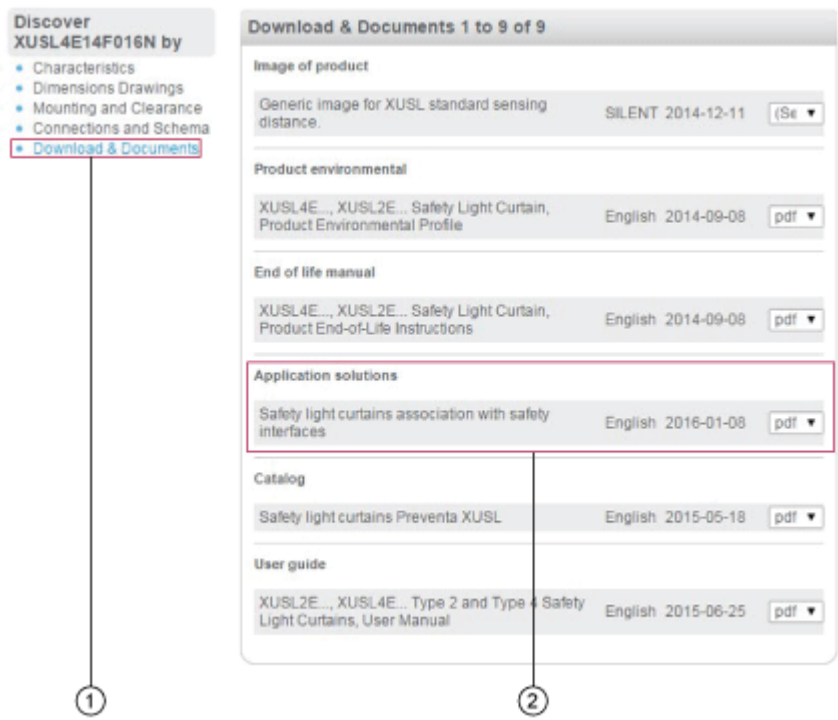 Discover
XUSL4E14F016N by
Characteristics
Dimensions Drawings
Mounting and Clearance
Connections and Schema
Download & Documents
Download & Documents 1 to 9 of 9
Image of product
Generic image for XUSL standard sensing
distance.
SILENT 2014-12-11 (Se
Product environmental
XUSL4E..., XUSL2E... Safety Light Curtain,
Product Environmental Profile
English 2014-09-08 pdf
End of life manual
XUSL4E..., XUSL2E... Safety Light Curtain,
Product End-of-Life Instructions
English 2014-09-08 pdf
Application solutions
Safety light curtains association with safety
interfaces
English 2016-01-08 pdf
Catalog
Safety light curtains Preventa XUSL English 2015-05-18 pdf
User guide
XUSL2E..., XUSL4E... Type 2 and Type 4 Safety
Light Curtains, User Manual
English 2015-06-25 pdf
1 2